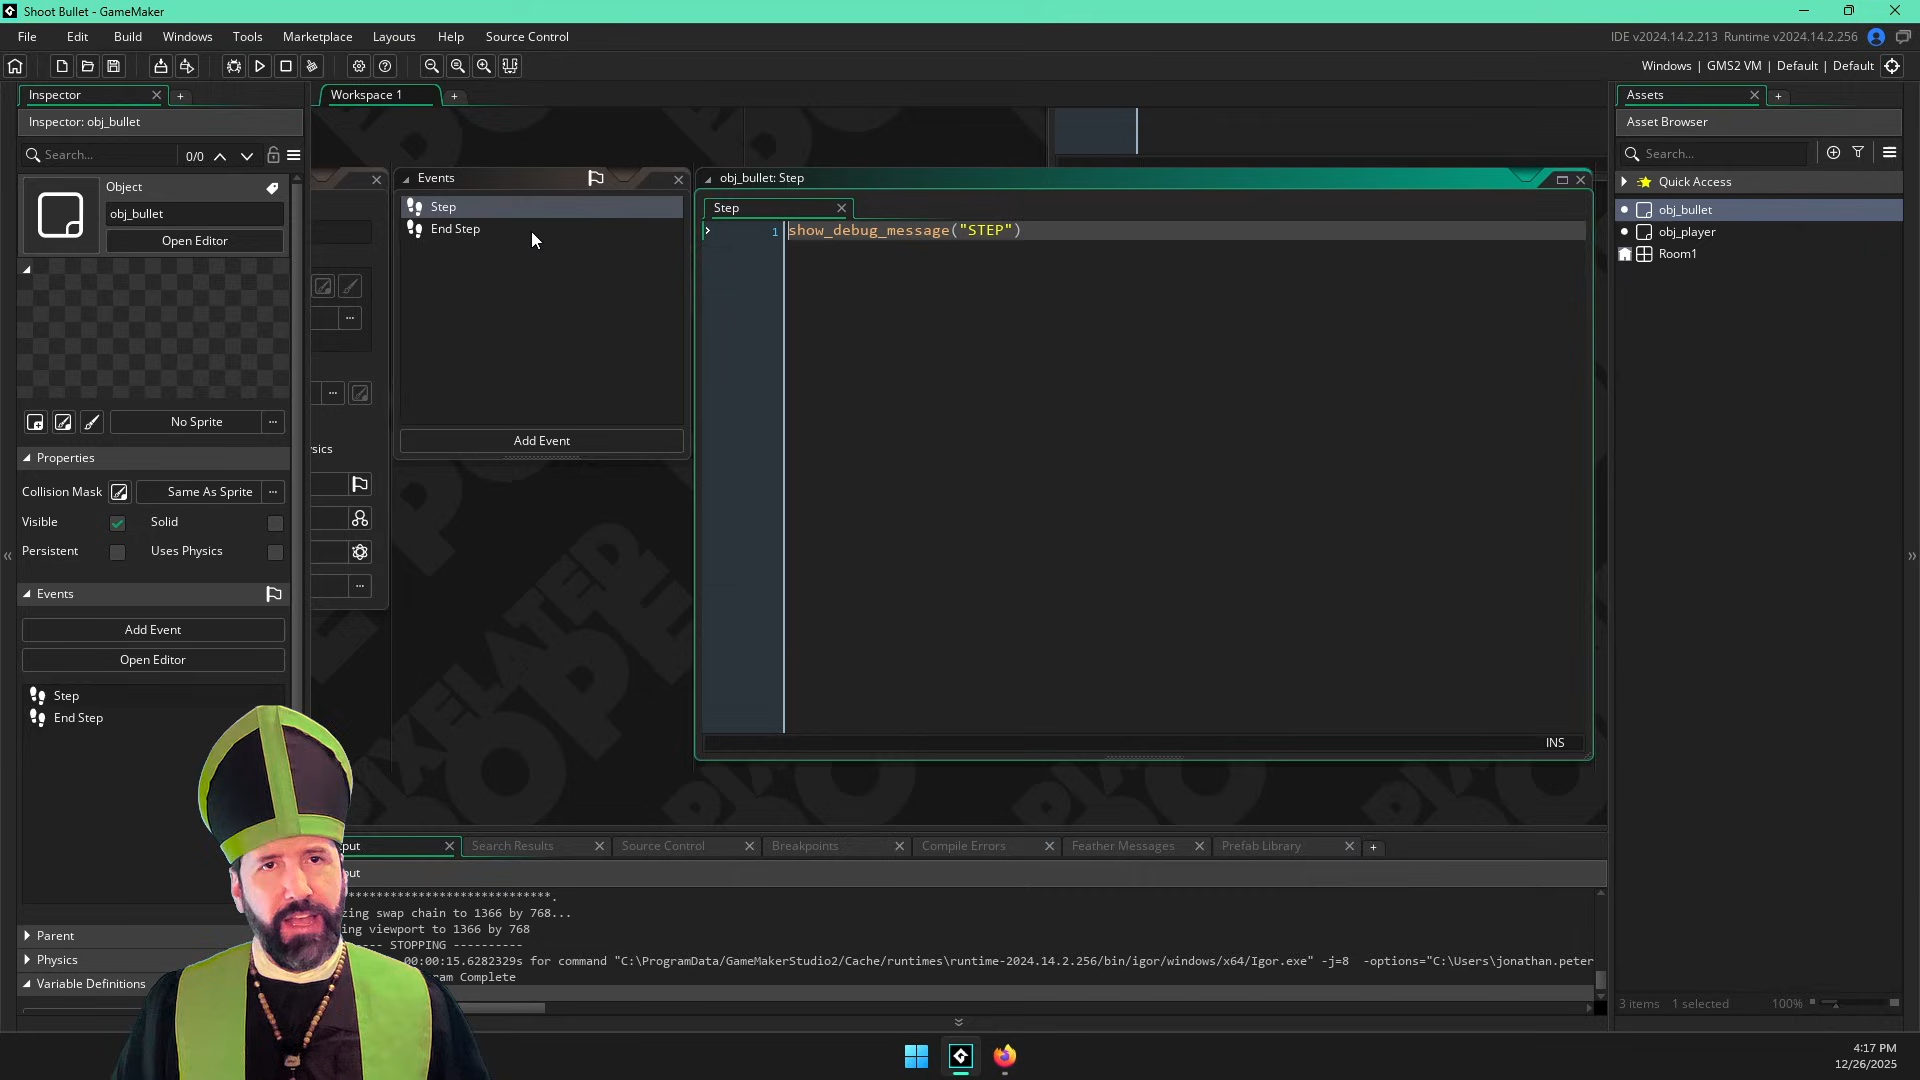 Shoot Bullet - GameMaker
File Edit Build Windows Tools Marketplace Layouts Help Source Control
IDE v2024.14.2.213 Runtime v2024.14.2.256
Windows | GMS2 VM | Default | Default
Inspector
Workspace 1
Assets
Inspector: obj_bullet
Asset Browser
Search... 0/0
Search...
Object
obj_bullet
Open Editor
Events
Step
End Step
Add Event
obj_bullet: Step
Step
1 show_debug_message("STEP")
INS
Quick Access
obj_bullet
obj_player
Room1
No Sprite
Properties
Collision Mask Same As Sprite
Visible Solid
Persistent Uses Physics
Events
Add Event
Open Editor
Step
End Step
Parent
Physics
Variable Definitions
Search Results Source Control Breakpoints Compile Errors Feather Messages Prefab Library
****************************.
zing swap chain to 1366 by 768...
ing viewport to 1366 by 768
--- STOPPING ----------
00:00:15.6282329s for command "C:\ProgramData/GameMakerStudio2/Cache/runtimes\runtime-2024.14.2.256/bin/igor/windows/x64/Igor.exe" -j=8 -options="C:\Users\jonathan.peter
am Complete
3 items 1 selected 100%
4:17 PM
12/26/2025